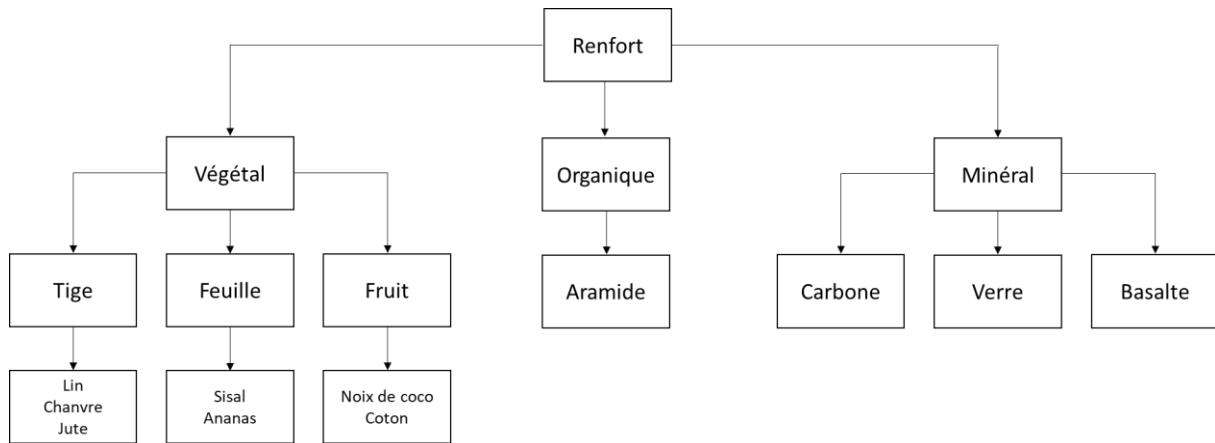 Renfort
Végétal
Organique
Minéral
Tige
Feuille
Fruit
Aramide
Carbone
Verre
Basalte
Lin
Chanvre
Jute
Sisal
Ananas
Noix de coco
Coton